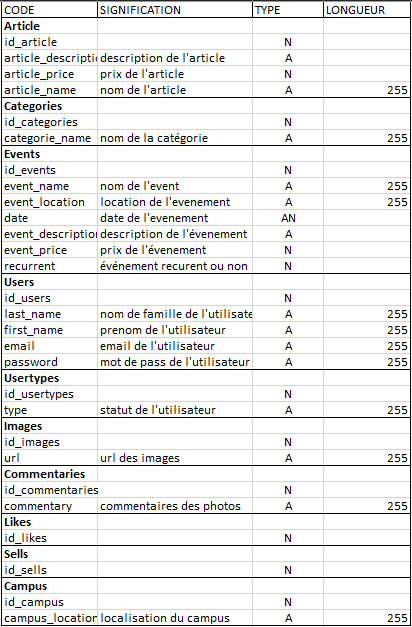 CODE SIGNIFICATION TYPE LONGUEUR
Article
id_article N
article_descriptio description de l'article A
article_price prix de l'article N
article_name nom de l'article A 255
Categories
id_categories N
categorie_name nom de la catégorie A 255
Events
id_events N
event_name nom de l'event A 255
event_location location de l'evenement A 255
date date de l'evenement AN
event_description description de l'évenement A
event_price prix de l'évenement N
recurrent événement recurent ou non N
Users
id_users N
last_name nom de famille de l'utilisate A 255
first_name prenom de l'utilisateur A 255
email email de l'utilisateur A 255
password mot de pass de l'utilisateur A 255
Usertypes
id_usertypes N
type statut de l'utilisateur A 255
Images
id_images N
url url des images A 255
Commentaries
id_commentaries N
commentary commentaires des photos A 255
Likes
id_likes N
Sells
id_sells N
Campus
id_campus N
campus_location localisation du campus A 255